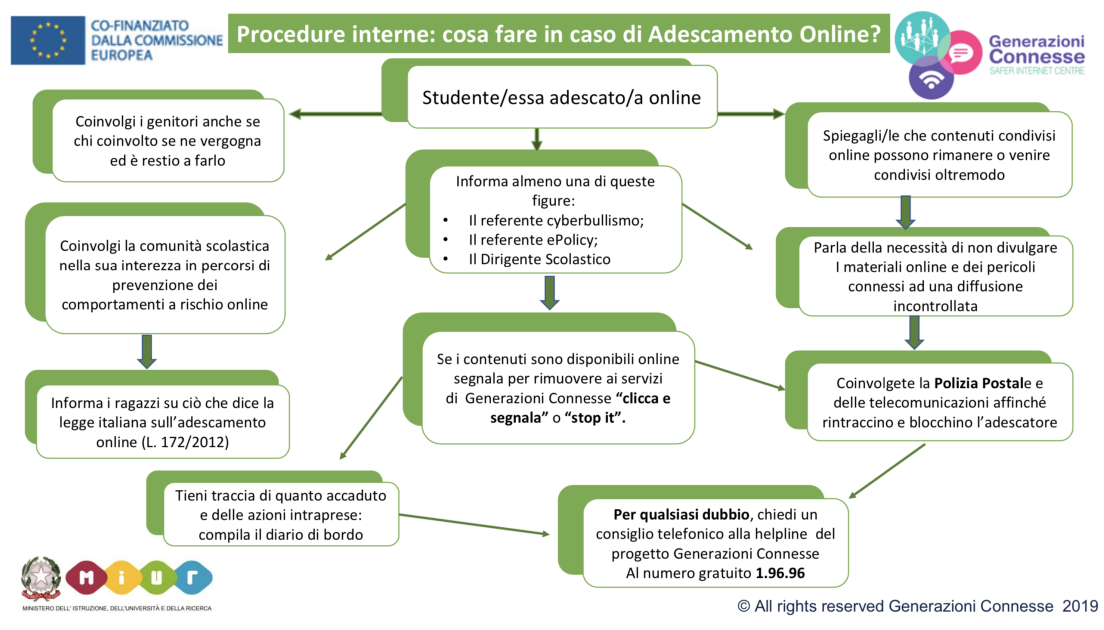 CO-FINANZIATO
DALLA COMMISSIONE
EUROPEA
Procedure interne: cosa fare in caso di Adescamento Online?
Generazioni
Connesse
SAFER INTERNET CENTRE
Studente/essa adescato/a online
Coinvolgi i genitori anche se
chi coinvolto se ne vergogna
ed è restio a farlo
Spiegagli/le che contenuti condivisi
online possono rimanere o venire
condivisi oltremodo
Informa almeno una di queste
figure:
• Il referente cyberbullismo;
• Il referente ePolicy;
• Il Dirigente Scolastico
Coinvolgi la comunità scolastica
nella sua interezza in percorsi di
prevenzione dei
comportamenti a rischio online
Parla della necessità di non divulgare
I materiali online e dei pericoli
connessi ad una diffusione
incontrollata
Se i contenuti sono disponibili online
segnala per rimuovere ai servizi
di Generazioni Connesse “clicca e
segnala” o “stop it”.
Informa i ragazzi su ciò che dice la
legge italiana sull’adescamento
online (L. 172/2012)
Coinvolgete la Polizia Postale e
delle telecomunicazioni affinché
rintraccino e blocchino l’adescatore
Tieni traccia di quanto accaduto
e delle azioni intraprese:
compila il diario di bordo
Per qualsiasi dubbio, chiedi un
consiglio telefonico alla helpline del
progetto Generazioni Connesse
Al numero gratuito 1.96.96
MIUR
MINISTERO DELL' ISTRUZIONE, DELL'UNIVERSITÀ E DELLA RICERCA
© All rights reserved Generazioni Connesse 2019